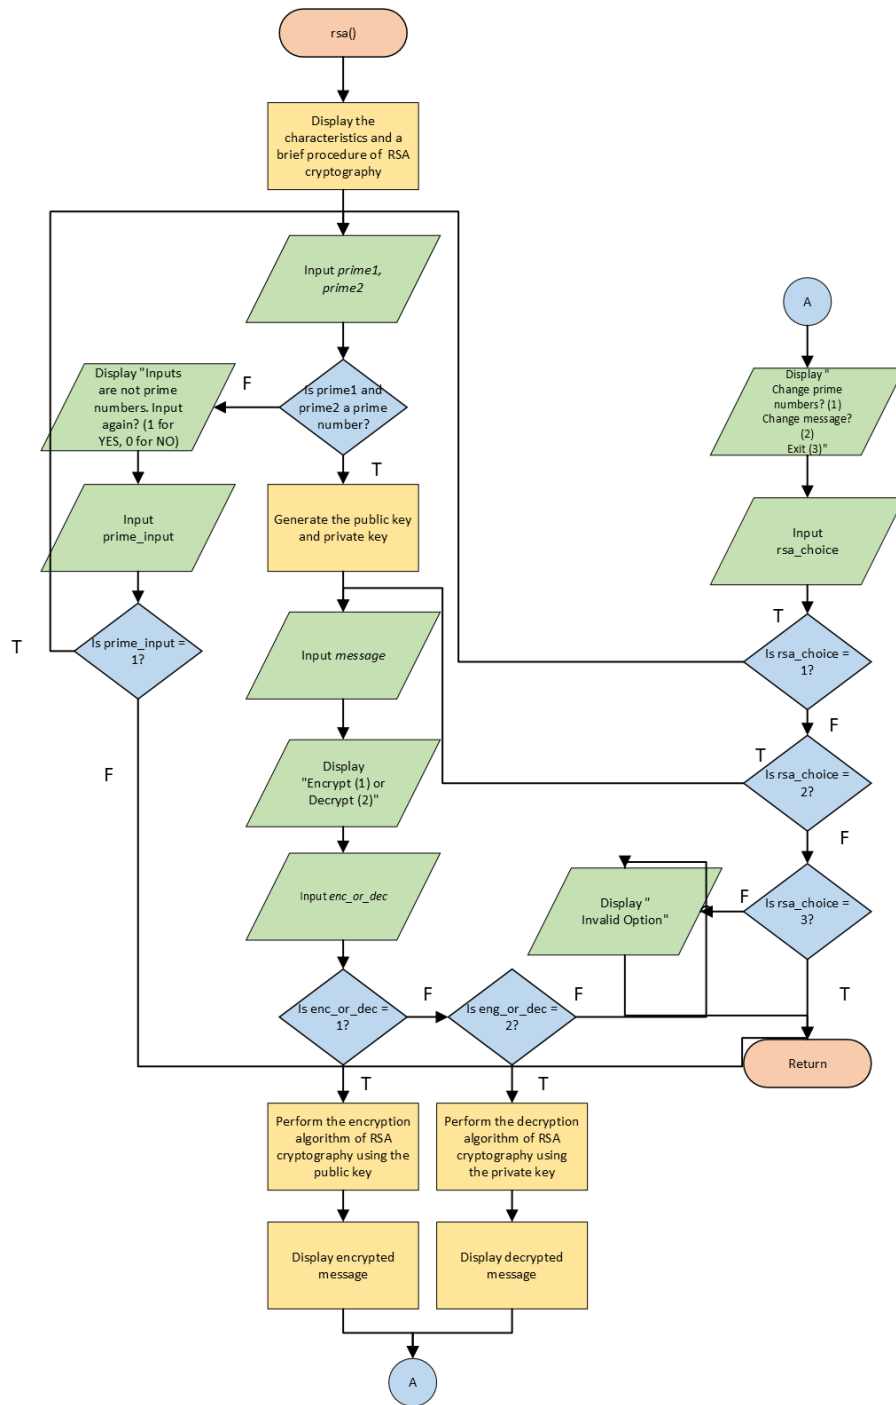 rsa()
Display the
characteristics and a
brief procedure of RSA
cryptography
Input prime1,
prime2
Is prime1 and
prime2 a prime
number?
F
T
Display "Inputs
are not prime
numbers. Input
again? (1 for
YES, 0 for NO)
Input
prime_input
Is prime_input =
1?
T
F
Generate the public key
and private key
Input message
Display
"Encrypt (1) or
Decrypt (2)"
Input enc_or_dec
Is enc_or_dec =
1?
F
T
Is eng_or_dec =
2?
F
T
Perform the encryption
algorithm of RSA
cryptography using the
public key
Perform the decryption
algorithm of RSA
cryptography using
the private key
Display encrypted
message
Display decrypted
message
A
A
Display "
Change prime
numbers? (1)
Change message?
(2)
Exit (3)"
Input
rsa_choice
T
Is rsa_choice =
1?
F
T
Is rsa_choice =
2?
F
Is rsa_choice =
3?
F
T
Display "
Invalid Option"
Return